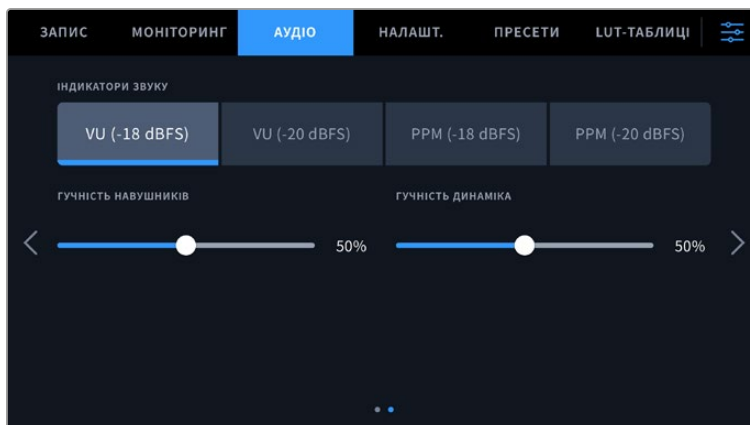 ЗАПИС МОНІТОРИНГ АУДІО НАЛАШТ. ПРЕСЕТИ LUT-ТАБЛИЦІ
ІНДИКАТОРИ ЗВУКУ
VU (-18 dBFS) VU (-20 dBFS) PPM (-18 dBFS) PPM (-20 dBFS)
ГУЧНІСТЬ НАВУШНИКІВ ГУЧНІСТЬ ДИНАМІКА
50% 50%